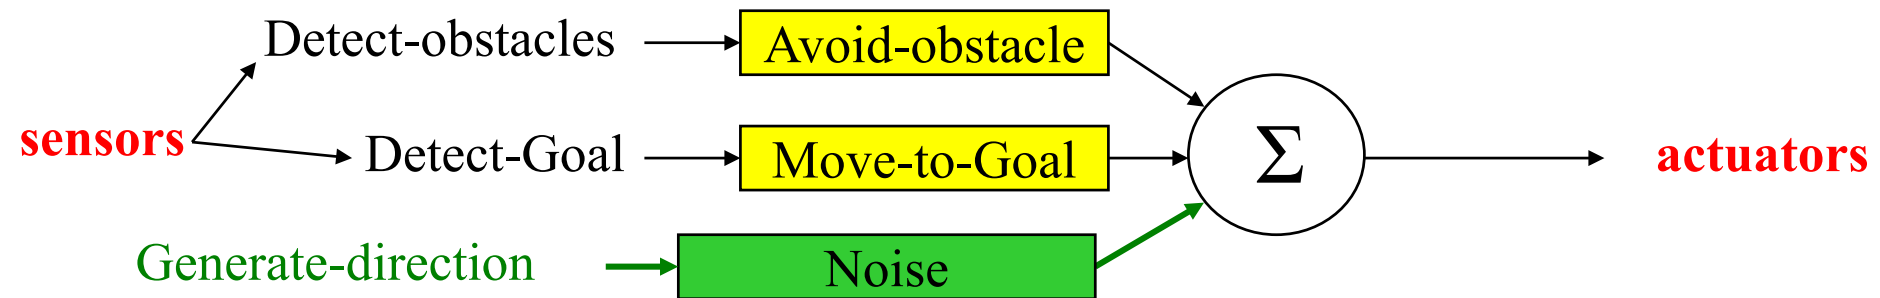 Detect-obstacles
Avoid-obstacle
sensors
Detect-Goal
Move-to-Goal
Σ
actuators
Generate-direction
Noise